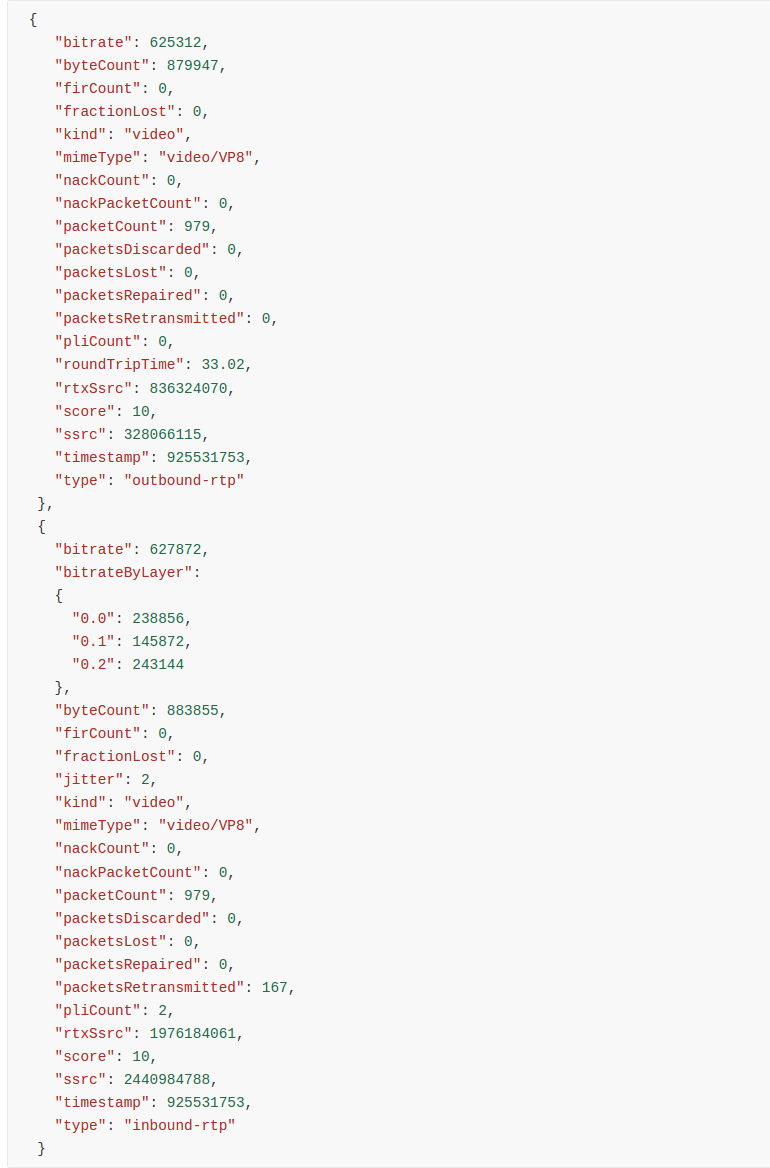 {
"bitrate": 625312,
"byteCount": 879947,
"firCount": 0,
"fractionLost": 0,
"kind": "video",
"mimeType": "video/VP8",
"nackCount": 0,
"nackPacketCount": 0,
"packetCount": 979,
"packetsDiscarded": 0,
"packetsLost": 0,
"packetsRepaired": 0,
"packetsRetransmitted": 0,
"pliCount": 0,
"roundTripTime": 33.02,
"rtxSsrc": 836324070,
"score": 10,
"ssrc": 328066115,
"timestamp": 925531753,
"type": "outbound-rtp"
},
{
"bitrate": 627872,
"bitrateByLayer":
{
"0.0": 238856,
"0.1": 145872,
"0.2": 243144
},
"byteCount": 883855,
"firCount": 0,
"fractionLost": 0,
"jitter": 2,
"kind": "video",
"mimeType": "video/VP8",
"nackCount": 0,
"nackPacketCount": 0,
"packetCount": 979,
"packetsDiscarded": 0,
"packetsLost": 0,
"packetsRepaired": 0,
"packetsRetransmitted": 167,
"pliCount": 2,
"rtxSsrc": 1976184061,
"score": 10,
"ssrc": 2440984788,
"timestamp": 925531753,
"type": "inbound-rtp"
}